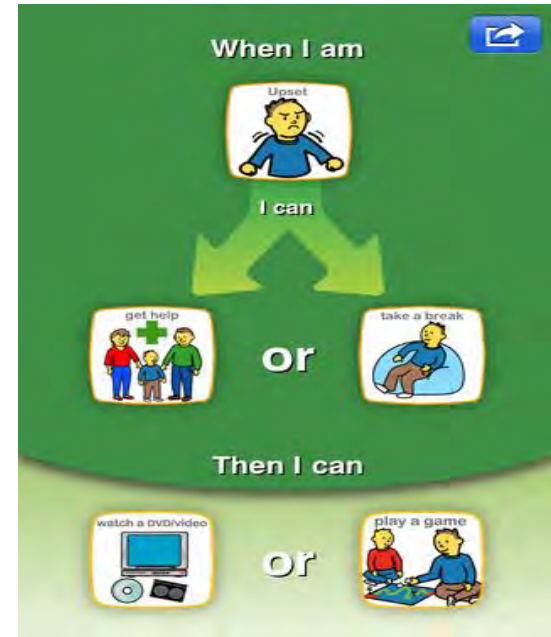 When I am
Upset
I can
get help
take a break
or
Then I can
watch a DVD/video
play a game
or